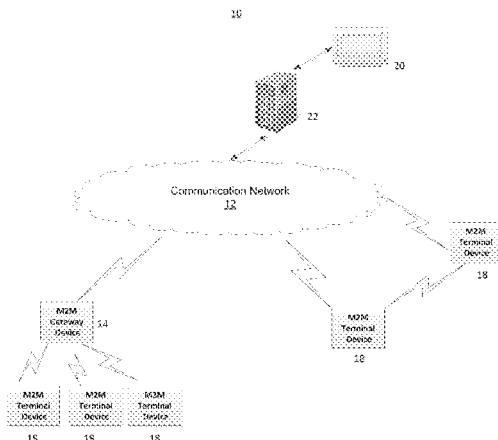 10
20
22
Communication Network
12
M2M
Terminal
Device
18
M2M
Gateway
Device
14
M2M
Terminal
Device
18
M2M
Terminal
Device
18
M2M
Terminal
Device
18
M2M
Terminal
Device
18